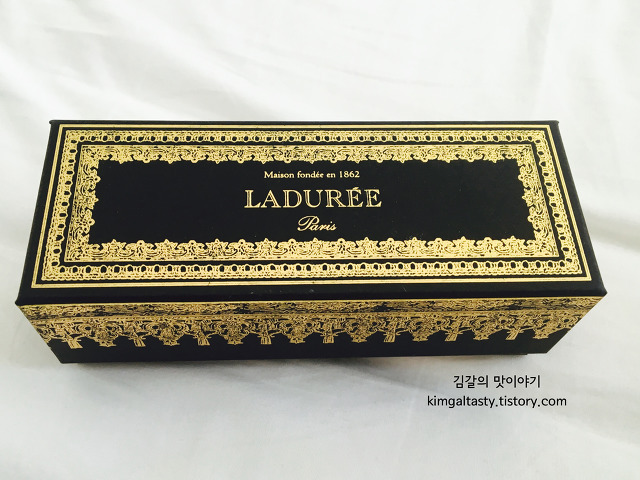 Maison fondée en 1862
LADURÉE
Paris
김갈의 맛이야기
kimgaltasty.tistory.com